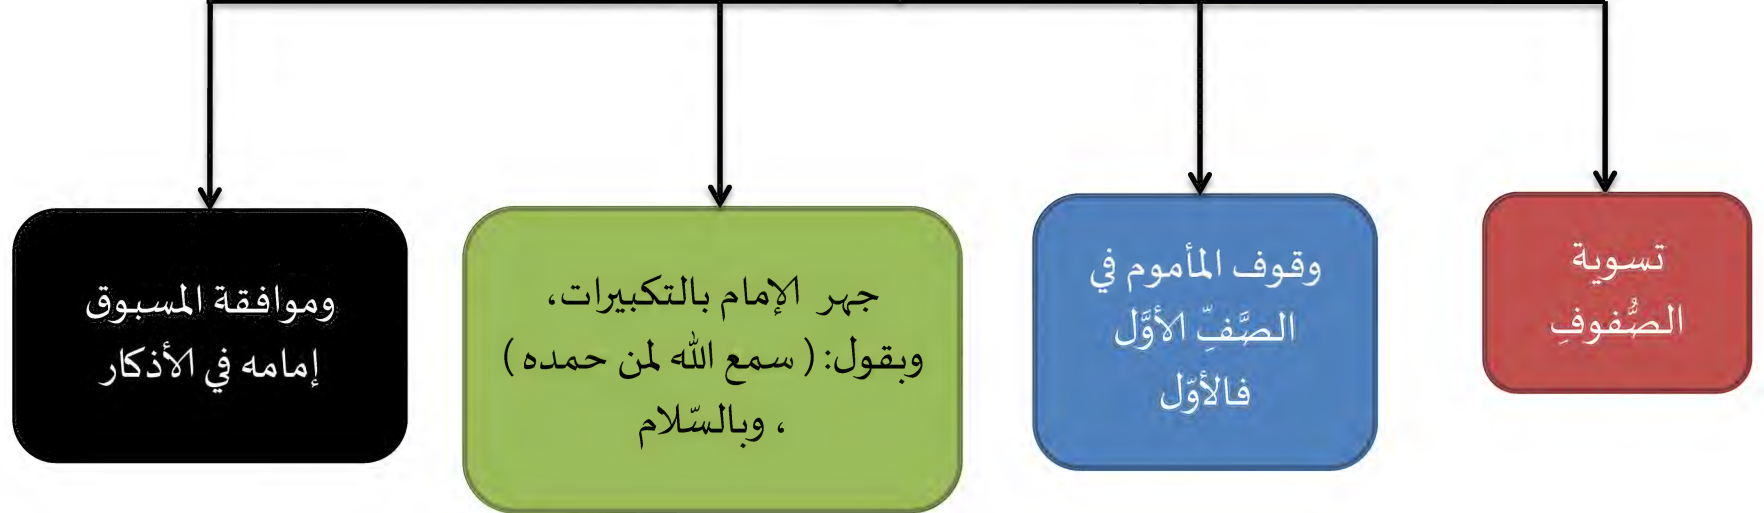 تسوية
الصُّفوفِ
وقوف المأموم في
الصَّفِّ الأوَّل
فالأوّل
جهر الإمام بالتكبيرات،
وبقول: ( سمع الله لمن حمده )
، وبالسّلام
وموافقة المسبوق
إمامه في الأذكار